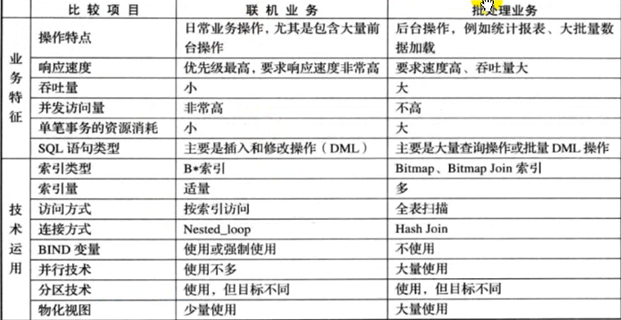 比较项目 联机业务 批处理业务
业务特征
操作特点 日常业务操作，尤其是包含大量前台操作 后台操作，例如统计报表、大批量数据加载
响应速度 优先级最高，要求响应速度非常高 要求速度高、吞吐量大
吞吐量 小 大
并发访问量 非常高 不高
单笔事务的资源消耗 小 大
SQL 语句类型 主要是插入和修改操作（DML） 主要是大量查询操作或批量 DML 操作
技术运用
索引类型 B*索引 Bitmap、Bitmap Join 索引
索引量 适量 多
访问方式 按索引访问 全表扫描
连接方式 Nested_loop Hash Join
BIND 变量 使用或强制使用 不使用
并行技术 使用不多 大量使用
分区技术 使用，但目标不同 使用，但目标不同
物化视图 少量使用 大量使用